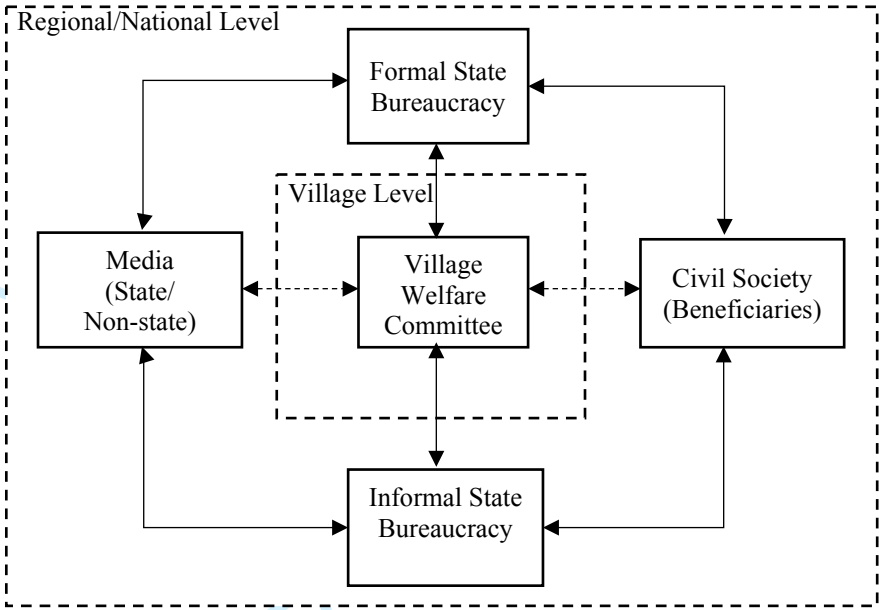 Regional/National Level
Formal State
Bureaucracy
Village Level
Media
(State/
Non-state)
Village
Welfare
Committee
Civil Society
(Beneficiaries)
Informal State
Bureaucracy